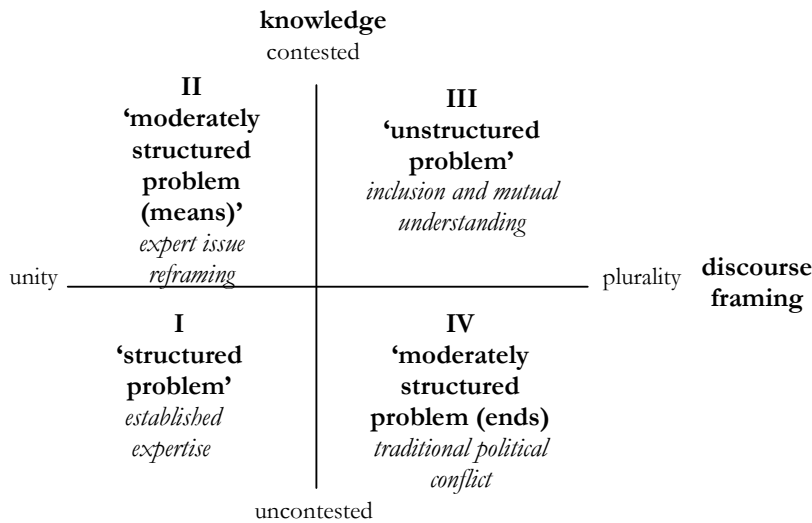 knowledge
contested
II
‘moderately
structured
problem
(means)’
expert issue
reframing
III
‘unstructured
problem’
inclusion and mutual
understanding
unity
plurality
discourse
framing
I
‘structured
problem’
established
expertise
IV
‘moderately
structured
problem (ends)
traditional political
conflict
uncontested